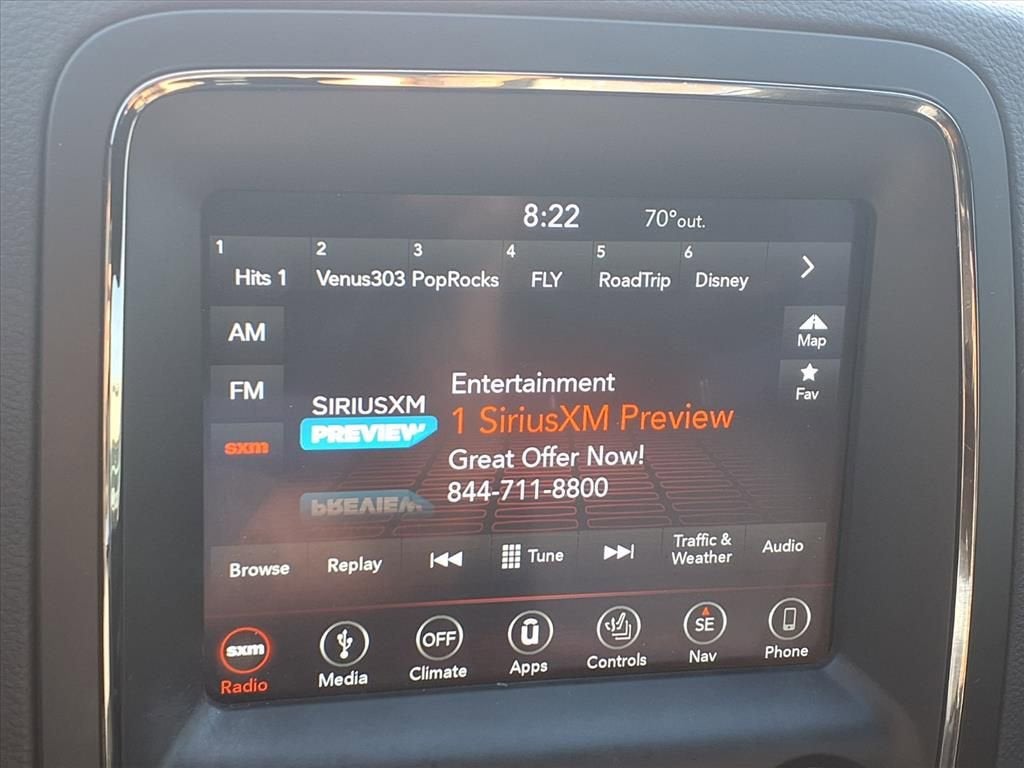 8:22 70° out.
1 2 3 4 5 6
Hits 1 Venus303 PopRocks FLY RoadTrip Disney
AM
Map
FM
Fav
sxm
SIRIUSXM
PREVIEW
Entertainment
1 SiriusXM Preview
Great Offer Now!
844-711-8800
PREVIEW
Browse Replay Tune Traffic & Weather Audio
sxm OFF SE
Radio Media Climate Apps Controls Nav Phone